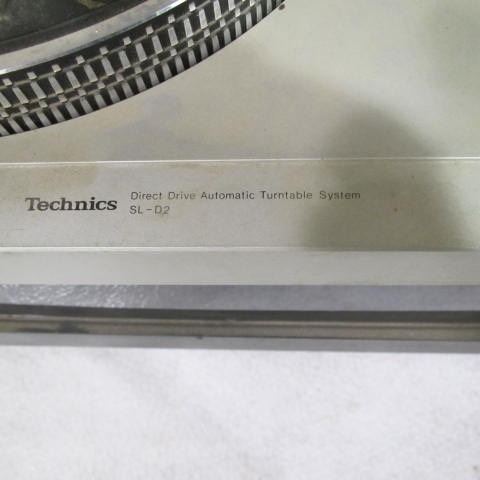 Technics Direct Drive Automatic Turntable System
SL-D2